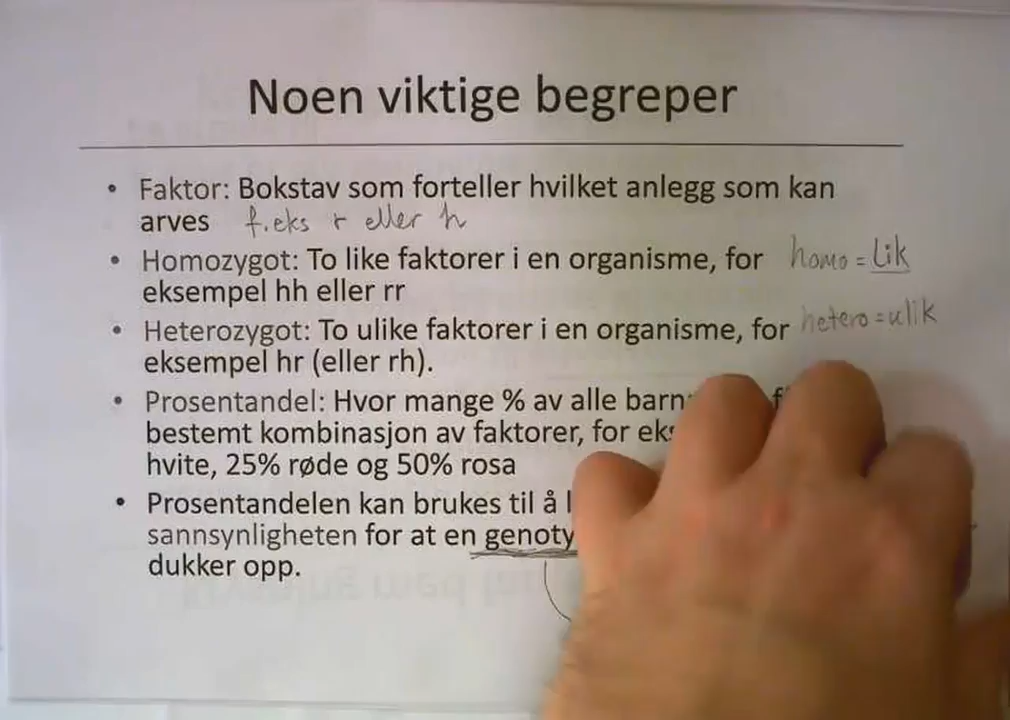 Noen viktige begreper
• Faktor: Bokstav som forteller hvilket anlegg som kan
arves f.eks r eller h
• Homozygot: To like faktorer i en organisme, for homo = Lik
eksempel hh eller rr
• Heterozygot: To ulike faktorer i en organisme, for hetero = ulik
eksempel hr (eller rh).
• Prosentandel: Hvor mange % av alle
bestemt kombinasjon av faktorer, for
hvite, 25% røde og 50% rosa
• Prosentandelen kan brukes til å
sannsynligheten for at en
dukker opp.